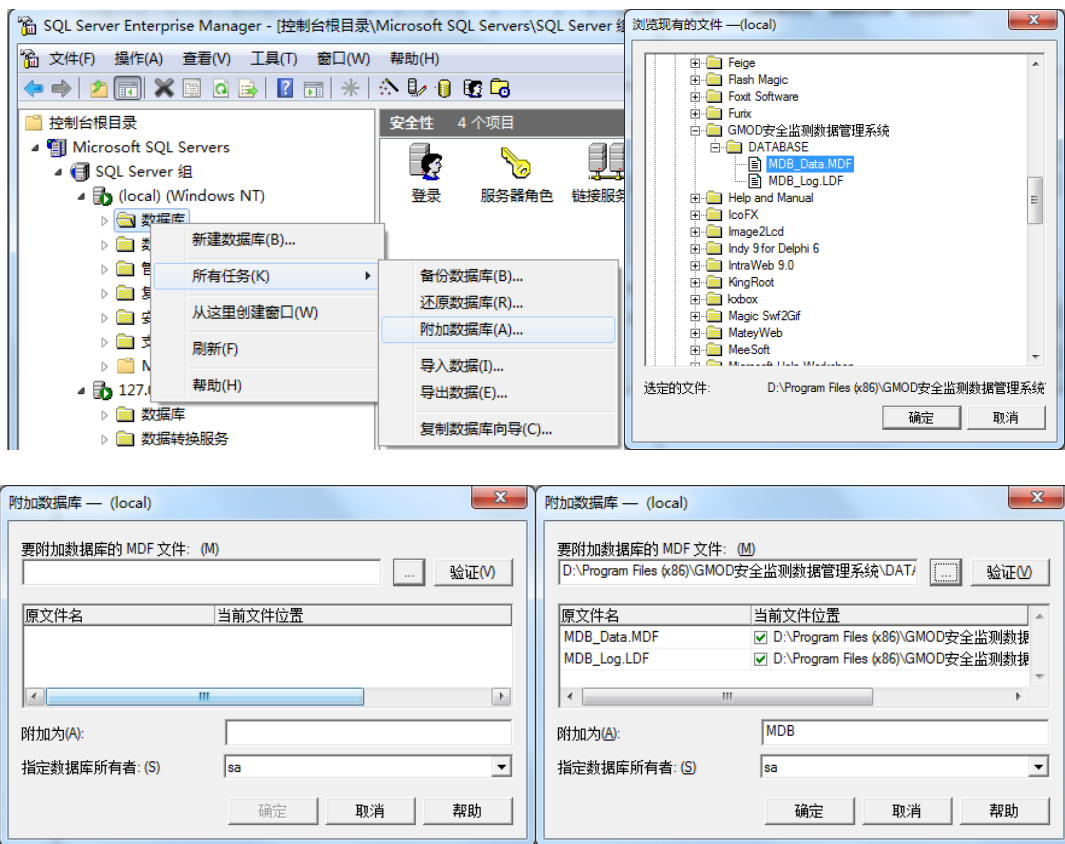 SQL Server Enterprise Manager - [控制台根目录\Microsoft SQL Servers\SQL Server 组
文件(F) 操作(A) 查看(V) 工具(T) 窗口(W) 帮助(H)
控制台根目录
Microsoft SQL Servers
SQL Server 组
(local) (Windows NT)
数据库
新建数据库(B)...
所有任务(K)
从这里创建窗口(W)
刷新(F)
帮助(H)
127.
数据库
数据转换服务
安全性 4 个项目
登录
服务器角色
链接服务
备份数据库(B)...
还原数据库(R)...
附加数据库(A)...
导入数据(I)...
导出数据(E)...
复制数据库向导(C)...
浏览现有的文件 —(local)
Feige
Flash Magic
Foxit Software
Furix
GMOD安全监测数据管理系统
DATABASE
MDB_Data.MDF
MDB_Log.LDF
Help and Manual
IcoFX
Image2Lcd
Indy 9 for Delphi 6
IntraWeb 9.0
KingRoot
kxbox
Magic Swf2Gif
MateyWeb
MeeSoft
Microsoft Help Workshop
选定的文件: D:\Program Files (x86)\GMOD安全监测数据管理系统
确定 取消
附加数据库 — (local)
要附加数据库的 MDF 文件: (M)
... 验证(V)
原文件名 当前文件位置
附加为(A):
指定数据库所有者: (S) sa
确定 取消 帮助
附加数据库 — (local)
要附加数据库的 MDF 文件: (M)
D:\Program Files (x86)\GMOD安全监测数据管理系统\DATA ... 验证(V)
原文件名 当前文件位置
MDB_Data.MDF D:\Program Files (x86)\GMOD安全监测数据
MDB_Log.LDF D:\Program Files (x86)\GMOD安全监测数据
附加为(A): MDB
指定数据库所有者: (S) sa
确定 取消 帮助